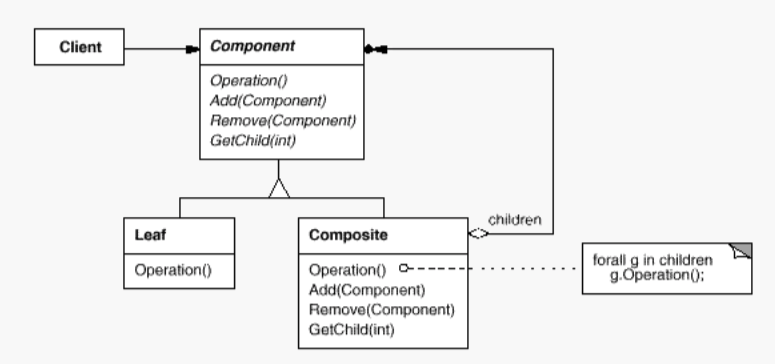 Client
Component
Operation()
Add(Component)
Remove(Component)
GetChild(int)
Leaf
Operation()
Composite
Operation()
Add(Component)
Remove(Component)
GetChild(int)
children
forall g in children
g.Operation();